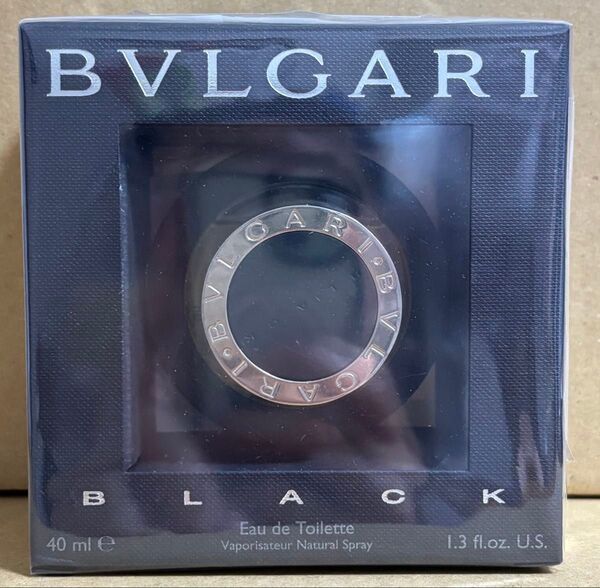 BVLGARI
BVLGARI • BVLGARI •
BLACK
Eau de Toilette
40 ml ℮ Vaporisateur Natural Spray 1.3 fl.oz. U.S.